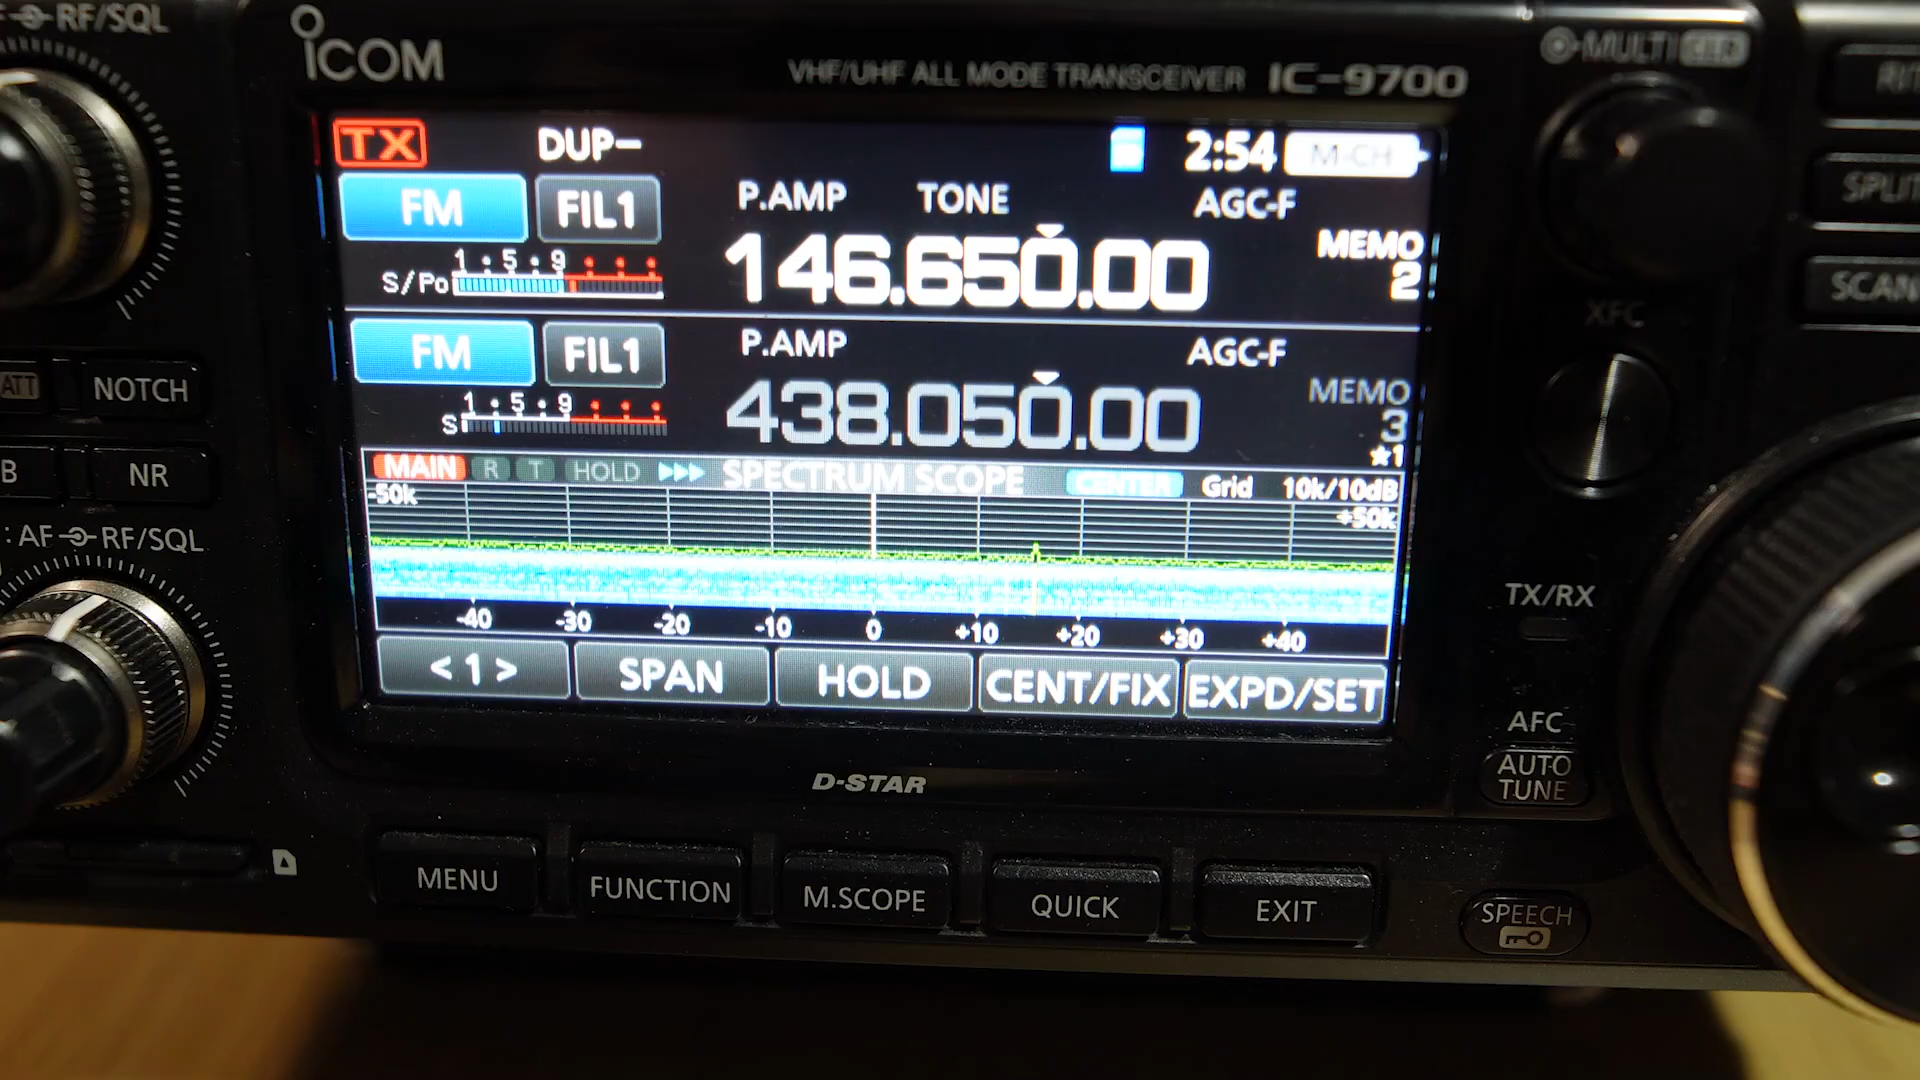 RF/SQL
ICOM
VHF/UHF ALL MODE TRANSCEIVER IC-9700
MULTI CLR
TX DUP- 2:54 M-CH
FM FIL1 P.AMP TONE AGC-F
S/Po 1 5 9 146.650.00 MEMO 2
FM FIL1 P.AMP AGC-F
S 1 5 9 438.050.00 MEMO 3
★1
MAIN R T HOLD SPECTRUM SCOPE CENTER Grid 10k/10dB
-50k +50k
-40 -30 -20 -10 0 +10 +20 +30 +40
<1> SPAN HOLD CENT/FIX EXPD/SET
D-STAR
ATT NOTCH
B NR
AF RF/SQL
SPLIT
SCAN
XFC
TX/RX
AFC
AUTO
TUNE
MENU FUNCTION M.SCOPE QUICK EXIT
SPEECH